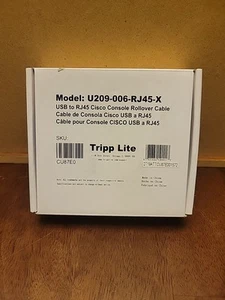 Model: U209-006-RJ45-X
USB to RJ45 Cisco Console Rollover Cable
Cable de Consola Cisco USB a RJ45
Câble pour Console CISCO USB a RJ45
SKU:
Tripp Lite
CU87E0